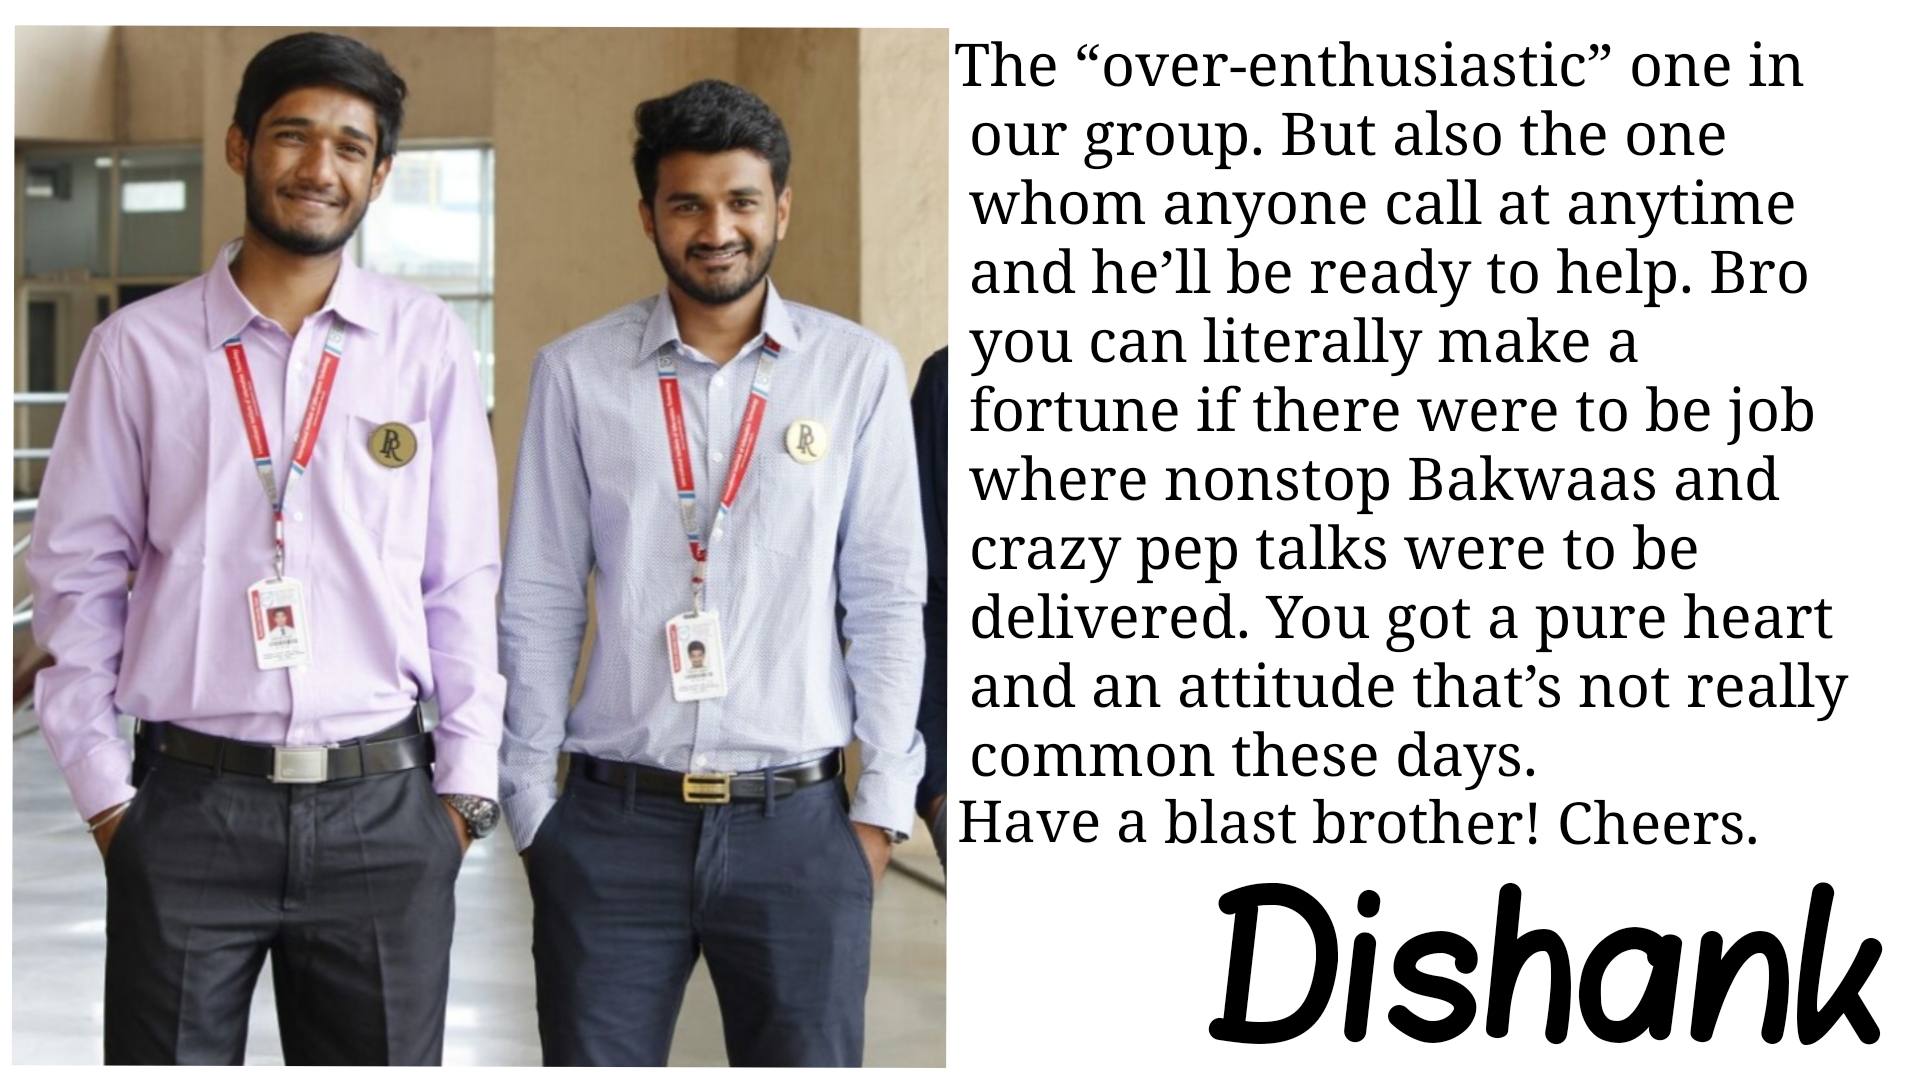 The “over-enthusiastic” one in
our group. But also the one
whom anyone call at anytime
and he’ll be ready to help. Bro
you can literally make a
fortune if there were to be job
where nonstop Bakwaas and
crazy pep talks were to be
delivered. You got a pure heart
and an attitude that’s not really
common these days.
Have a blast brother! Cheers.
Dishank
PR
PR